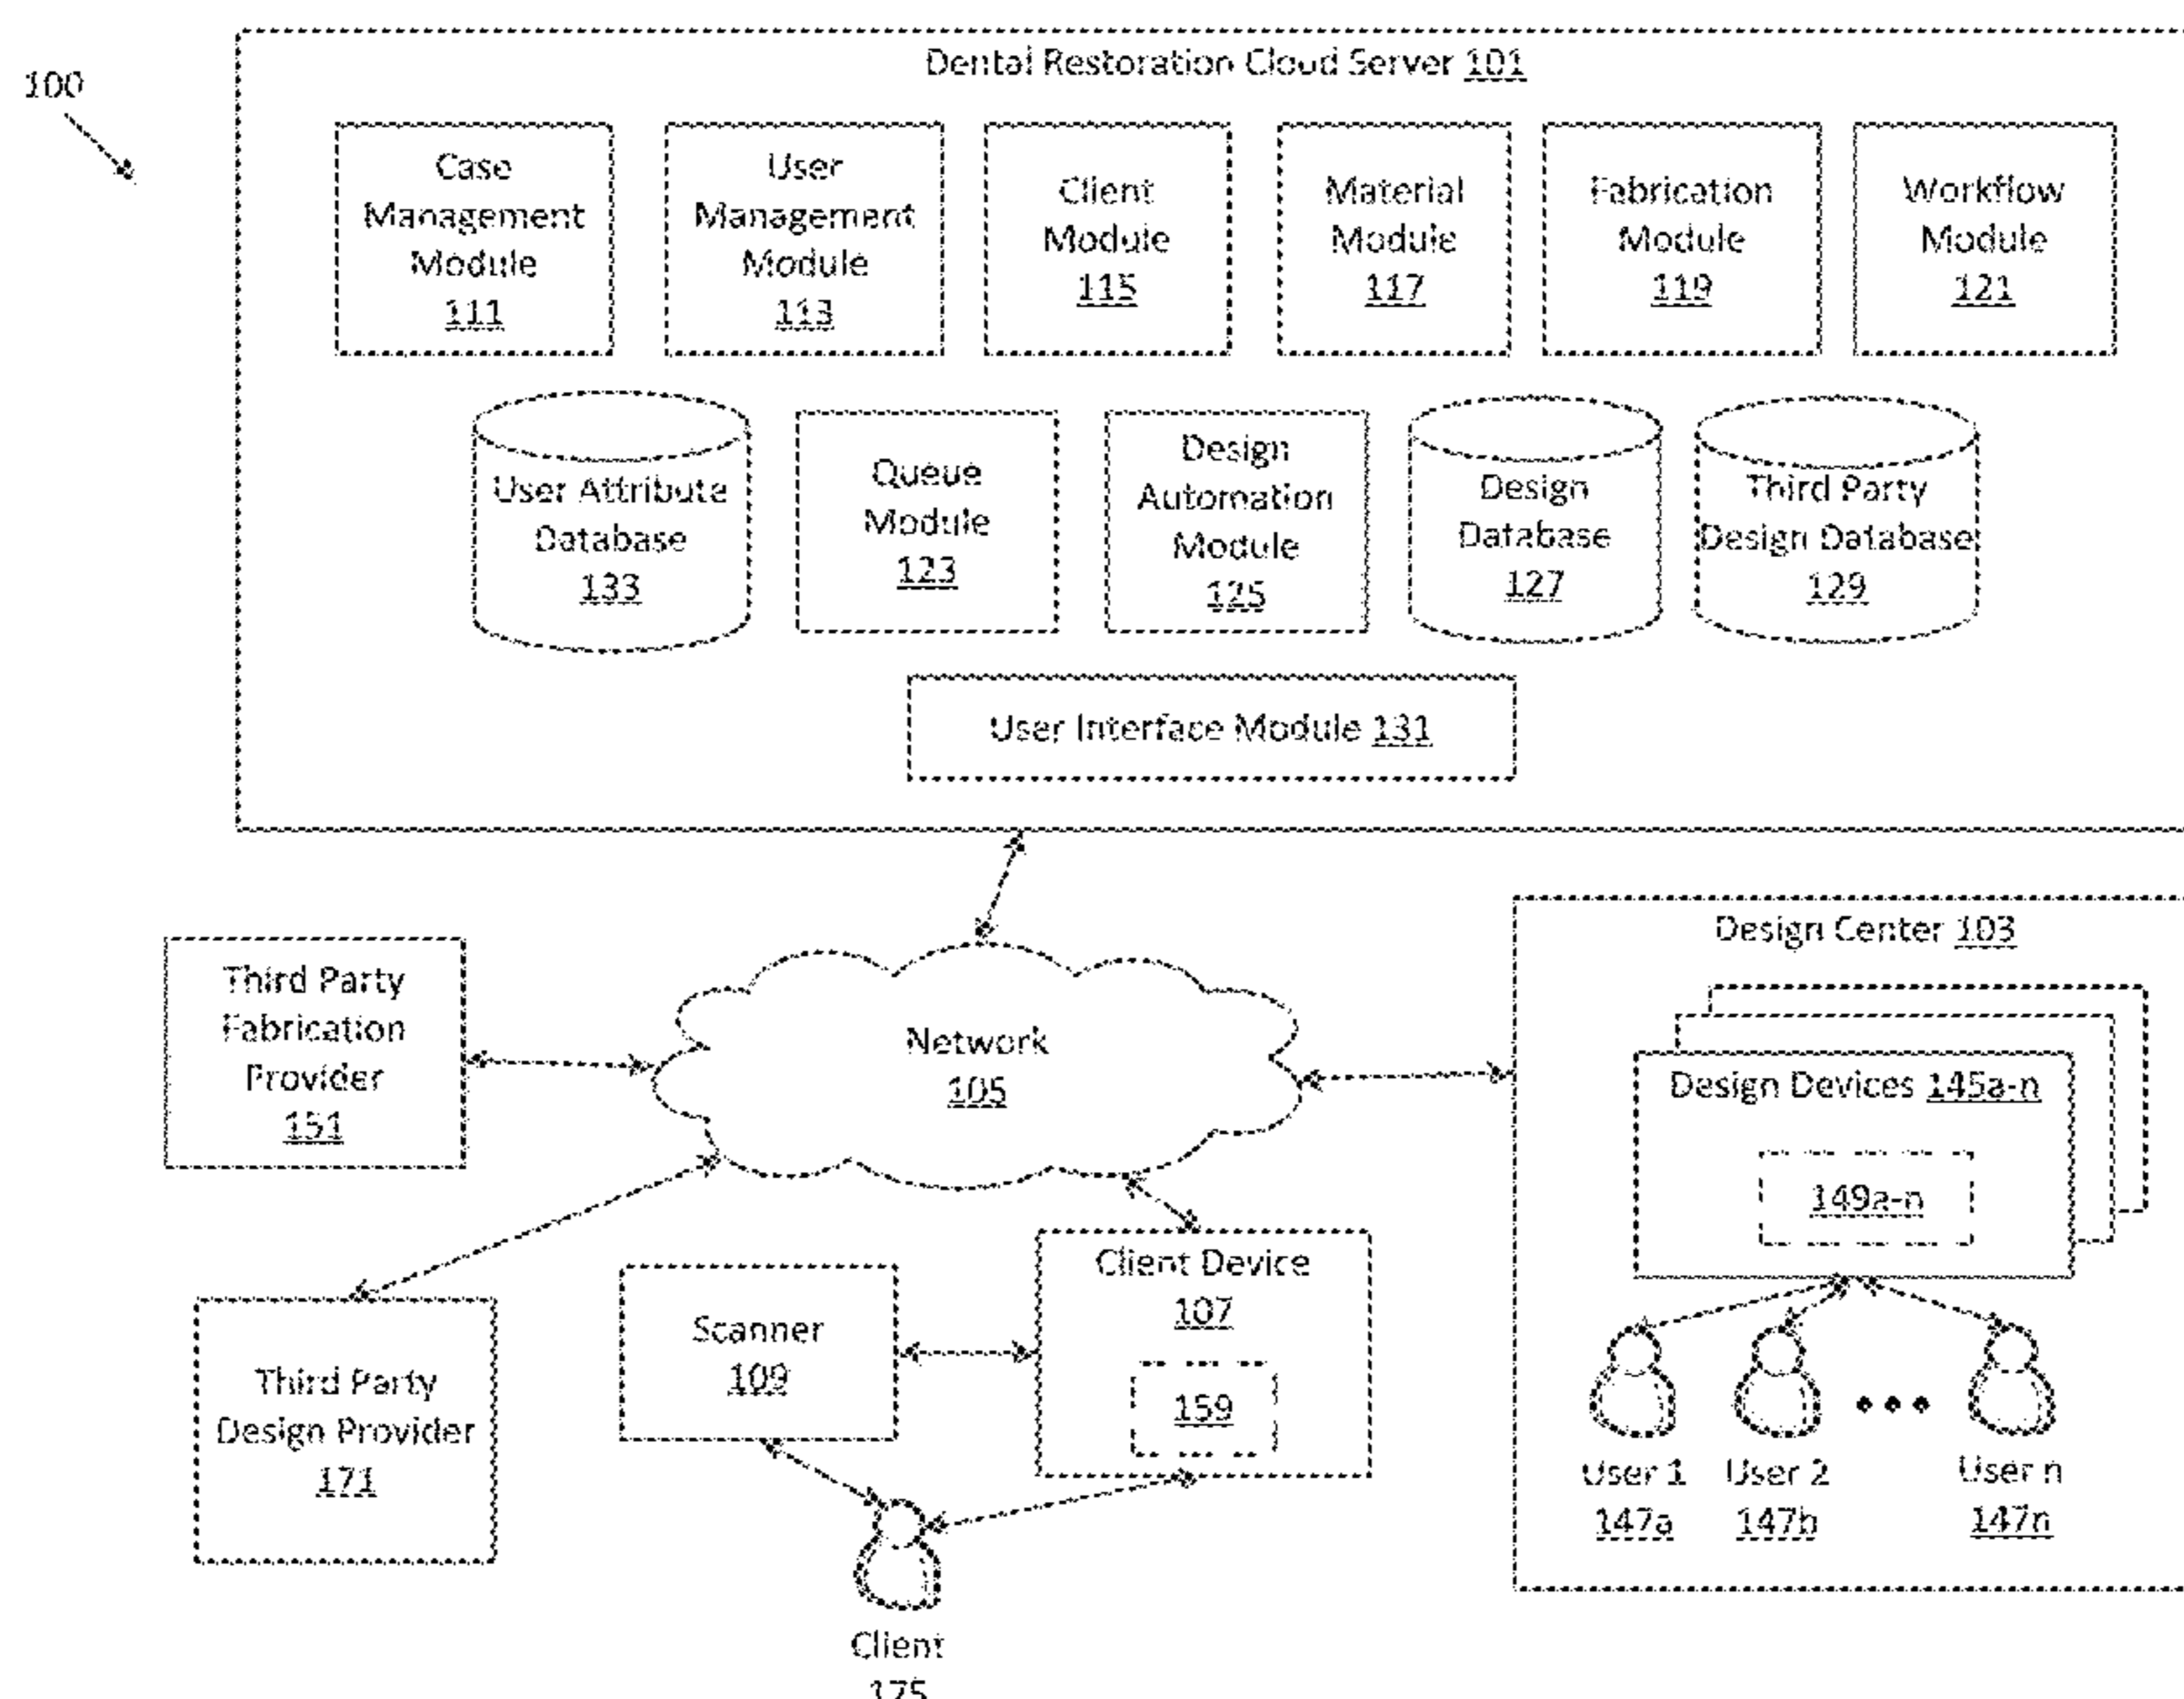 100
Dental Restoration Cloud Server 101
Case
Management
Module
111
User
Management
Module
113
Client
Module
115
Material
Module
117
Fabrication
Module
119
Workflow
Module
121
User Attribute
Database
133
Queue
Module
123
Design
Automation
Module
125
Design
Database
127
Third Party
Design Database
129
User Interface Module 131
Third Party
Fabrication
Provider
151
Network
105
Design Center 103
Design Devices 145a-n
149a-n
User 1
147a
User 2
147b
User n
147n
Third Party
Design Provider
171
Scanner
109
Client Device
107
159
Client
175